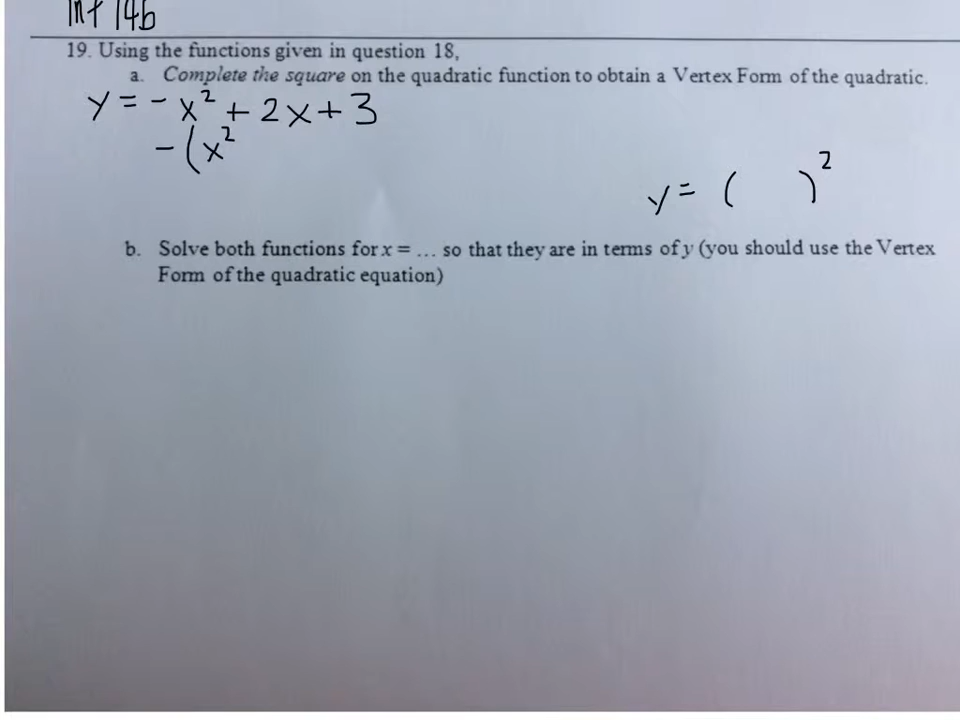 Int 14b
19. Using the functions given in question 18,
a. Complete the square on the quadratic function to obtain a Vertex Form of the quadratic.
y = - x² + 2x + 3
- (x²
y = (     )²
b. Solve both functions for x = ... so that they are in terms of y (you should use the Vertex
Form of the quadratic equation)